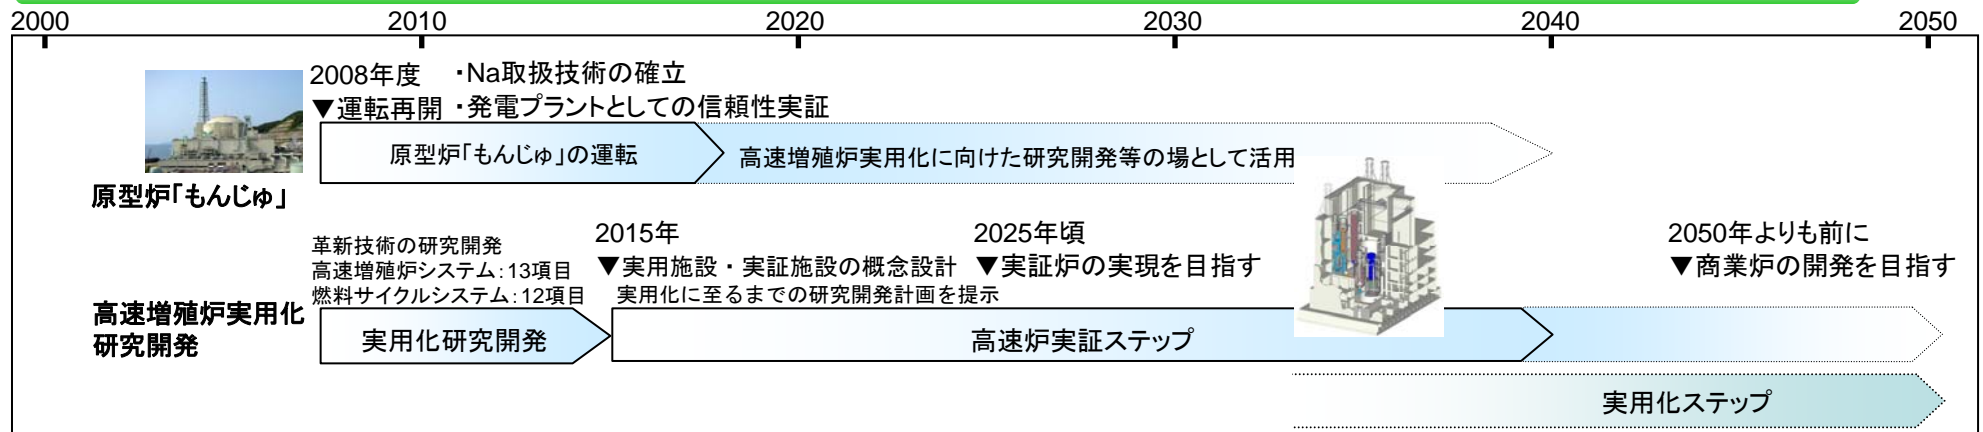 2000 2010 2020 2030 2040 2050
2008年度 ・Na取扱技術の確立
▼運転再開 ・発電プラントとしての信頼性実証
原型炉「もんじゅ」の運転
高速増殖炉実用化に向けた研究開発等の場として活用
原型炉「もんじゅ」
革新技術の研究開発
高速増殖炉システム：13項目
燃料サイクルシステム：12項目
2015年
▼実用施設・実証施設の概念設計
実用化に至るまでの研究開発計画を提示
2025年頃
▼実証炉の実現を目指す
2050年よりも前に
▼商業炉の開発を目指す
高速増殖炉実用化
研究開発
実用化研究開発
高速炉実証ステップ
実用化ステップ